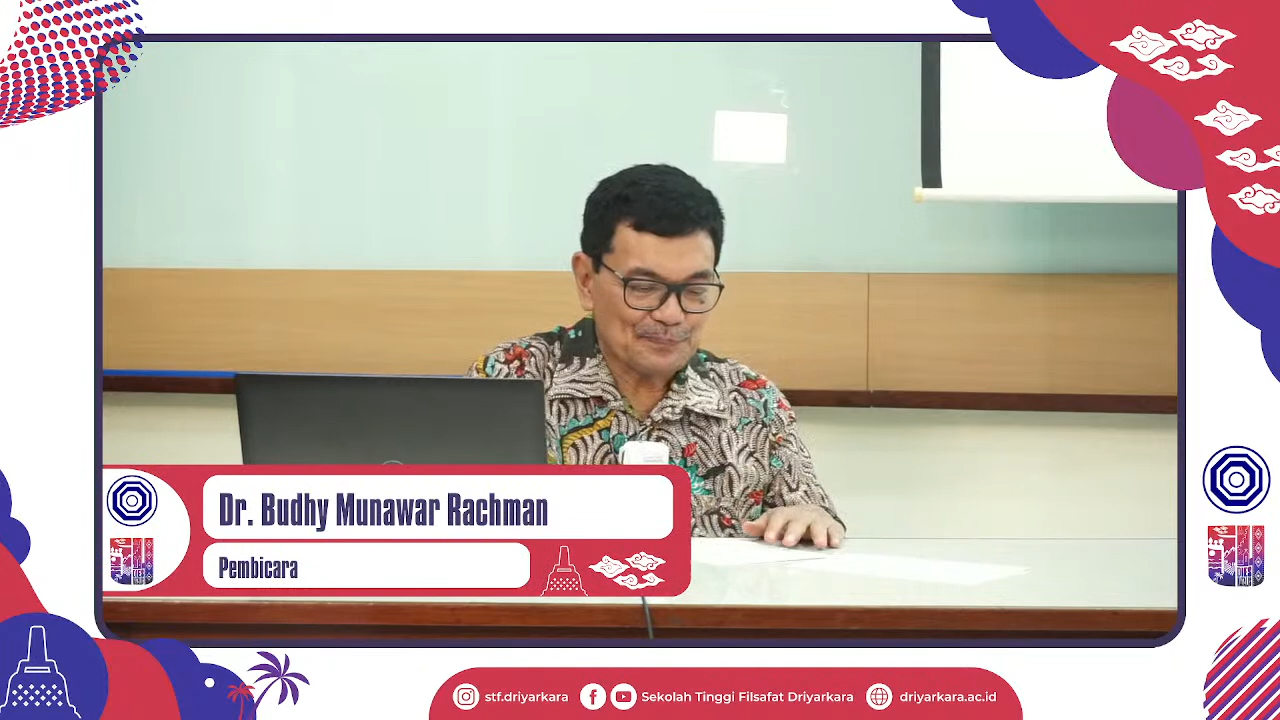 Dr. Budhy Munawar Rachman
Pembicara
stf.driyarkara
Sekolah Tinggi Filsafat Driyarkara
driyarkara.ac.id